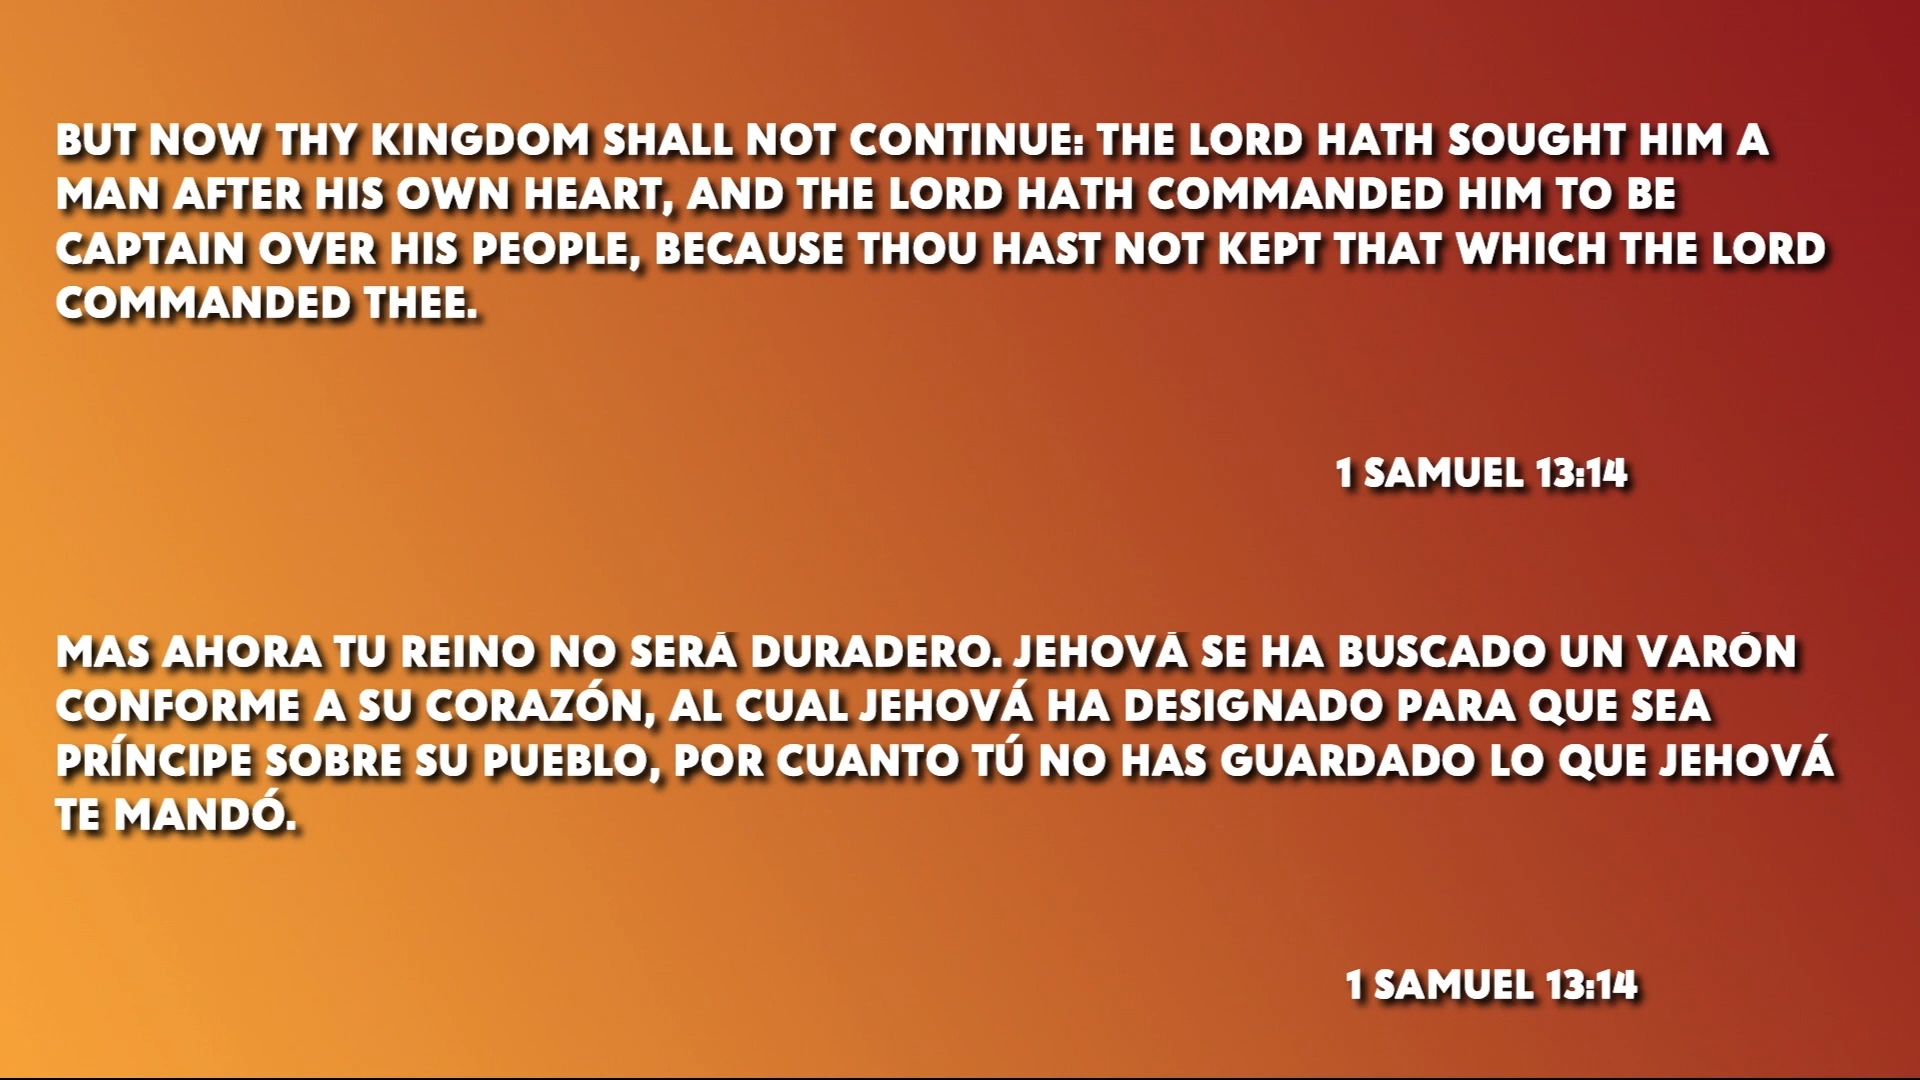 BUT NOW THY KINGDOM SHALL NOT CONTINUE: THE LORD HATH SOUGHT HIM A
MAN AFTER HIS OWN HEART, AND THE LORD HATH COMMANDED HIM TO BE
CAPTAIN OVER HIS PEOPLE, BECAUSE THOU HAST NOT KEPT THAT WHICH THE LORD
COMMANDED THEE.
1 SAMUEL 13:14
MAS AHORA TU REINO NO SERÁ DURADERO. JEHOVÁ SE HA BUSCADO UN VARÓN
CONFORME A SU CORAZÓN, AL CUAL JEHOVÁ HA DESIGNADO PARA QUE SEA
PRÍNCIPE SOBRE SU PUEBLO, POR CUANTO TÚ NO HAS GUARDADO LO QUE JEHOVÁ
TE MANDÓ.
1 SAMUEL 13:14